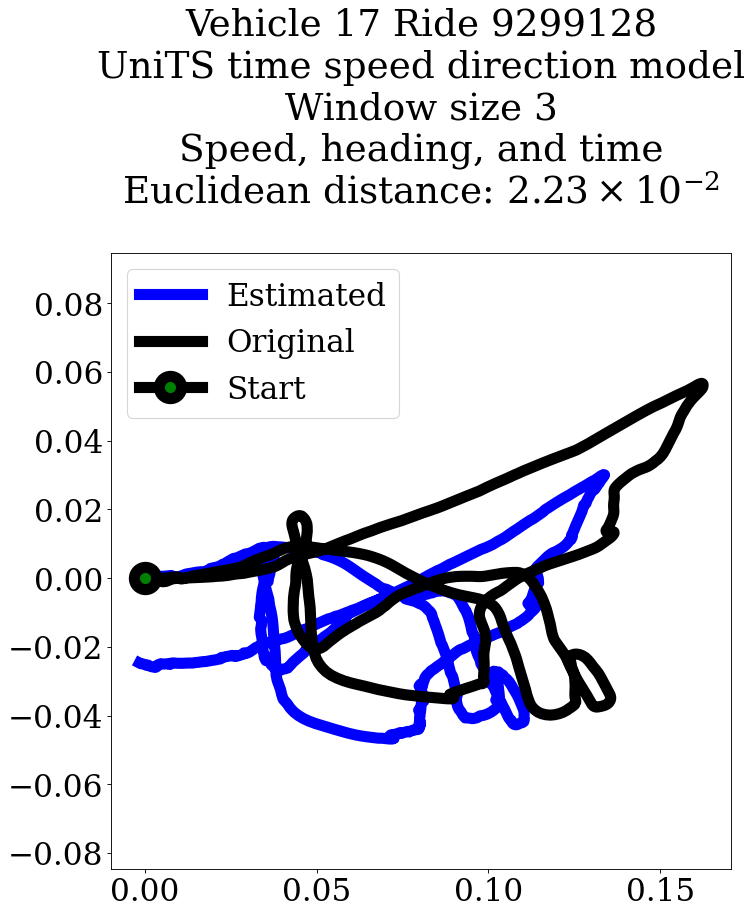 Vehicle 17 Ride 9299128
UniTS time speed direction model
Window size 3
Speed, heading, and time
Euclidean distance: 2.23 × 10⁻²
Estimated
Original
Start
0.08
0.06
0.04
0.02
0.00
−0.02
−0.04
−0.06
−0.08
0.00 0.05 0.10 0.15